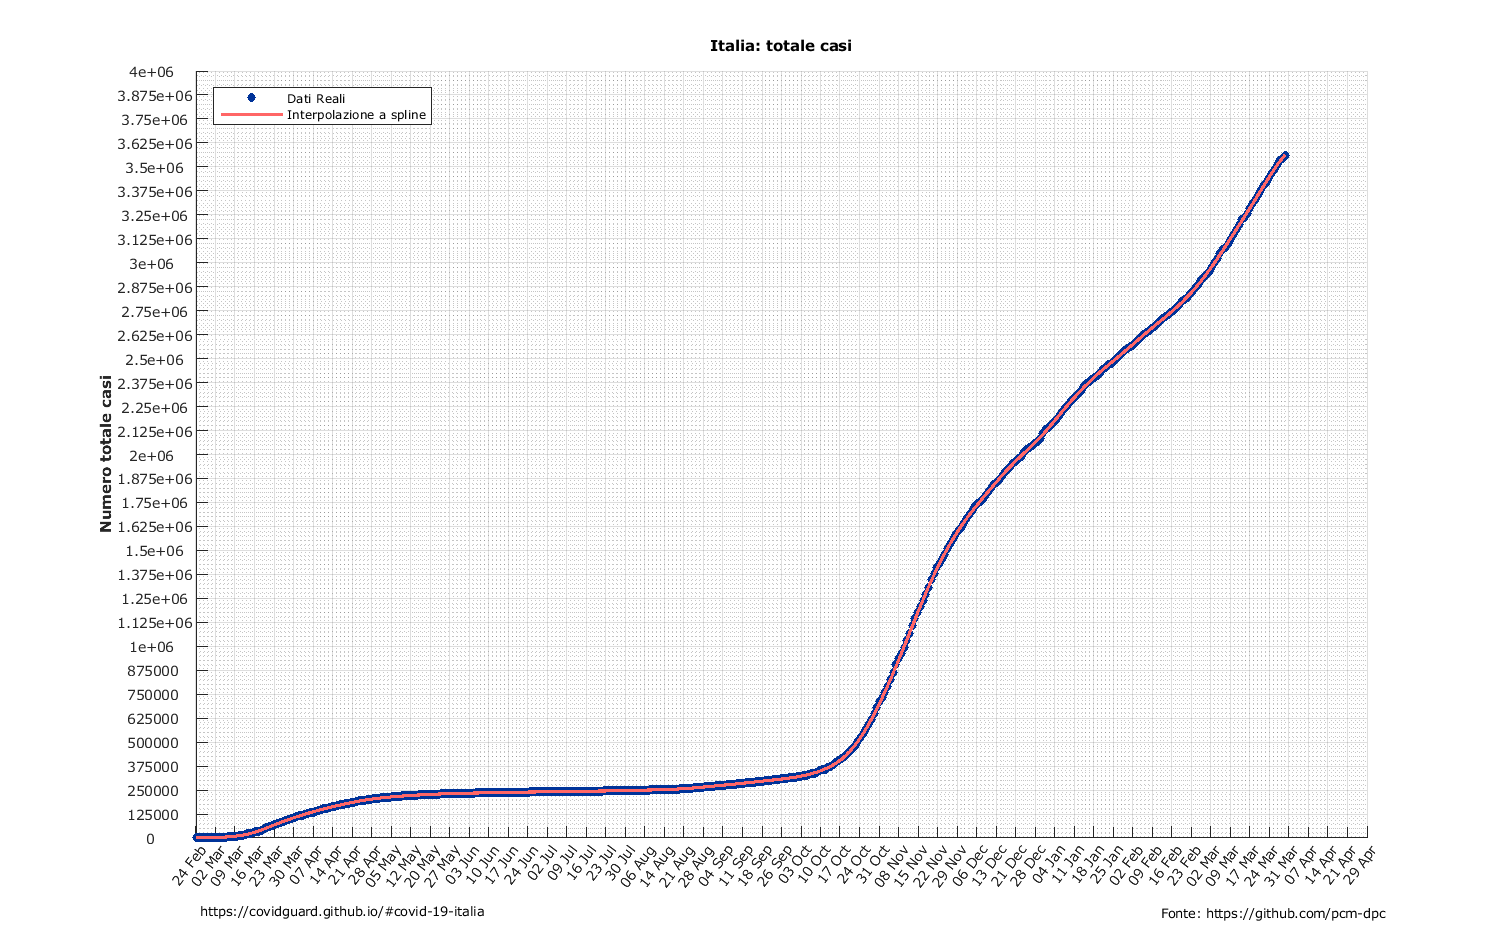 Italia: totale casi
4e+06
3.875e+06
3.75e+06
3.625e+06
3.5e+06
3.375e+06
3.25e+06
3.125e+06
3e+06
2.875e+06
2.75e+06
2.625e+06
2.5e+06
2.375e+06
2.25e+06
2.125e+06
2e+06
1.875e+06
1.75e+06
1.625e+06
1.5e+06
1.375e+06
1.25e+06
1.125e+06
1e+06
875000
750000
625000
500000
375000
250000
125000
0
Numero totale casi
Dati Reali
Interpolazione a spline
24 Feb
02 Mar
09 Mar
16 Mar
23 Mar
30 Mar
07 Apr
14 Apr
21 Apr
28 Apr
05 May
12 May
20 May
27 May
03 Jun
10 Jun
17 Jun
24 Jun
02 Jul
09 Jul
16 Jul
23 Jul
30 Jul
06 Aug
14 Aug
21 Aug
28 Aug
04 Sep
11 Sep
18 Sep
26 Sep
03 Oct
10 Oct
17 Oct
24 Oct
31 Oct
08 Nov
15 Nov
22 Nov
29 Nov
06 Dec
13 Dec
21 Dec
28 Dec
04 Jan
11 Jan
18 Jan
25 Jan
02 Feb
09 Feb
16 Feb
23 Feb
02 Mar
09 Mar
17 Mar
24 Mar
31 Mar
07 Apr
14 Apr
21 Apr
29 Apr
https://covidguard.github.io/#covid-19-italia
Fonte: https://github.com/pcm-dpc